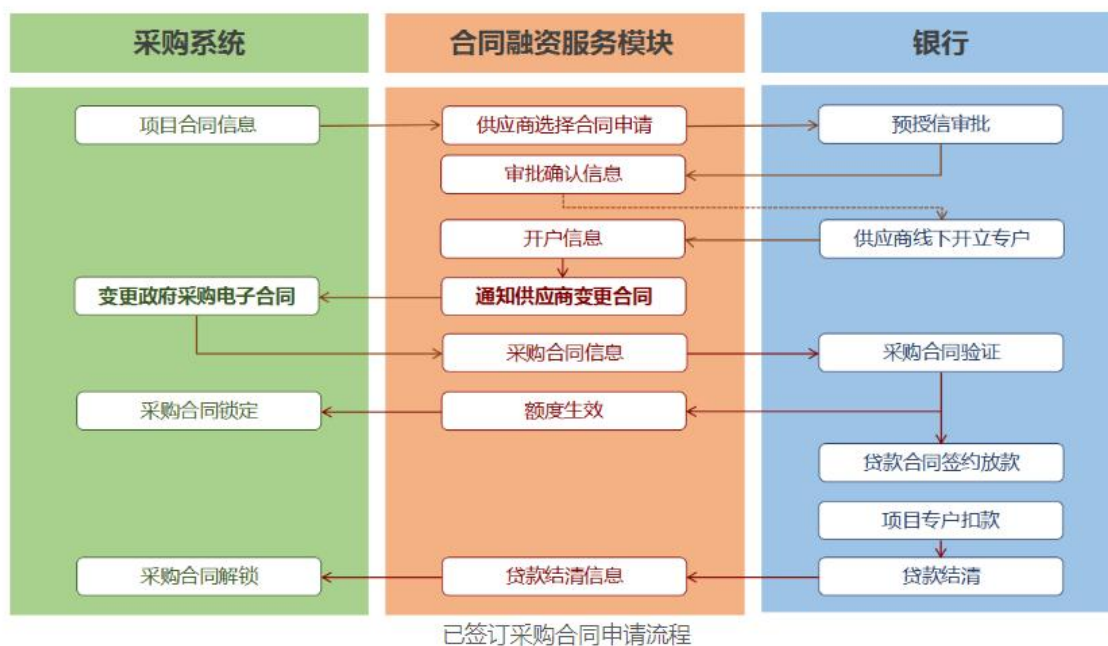 采购系统
合同融资服务模块
银行
项目合同信息
供应商选择合同申请
预授信审批
审批确认信息
开户信息
供应商线下开立专户
变更政府采购电子合同
通知供应商变更合同
采购合同信息
采购合同验证
采购合同锁定
额度生效
贷款合同签约放款
项目专户扣款
采购合同解锁
贷款结清信息
贷款结清
已签订采购合同申请流程